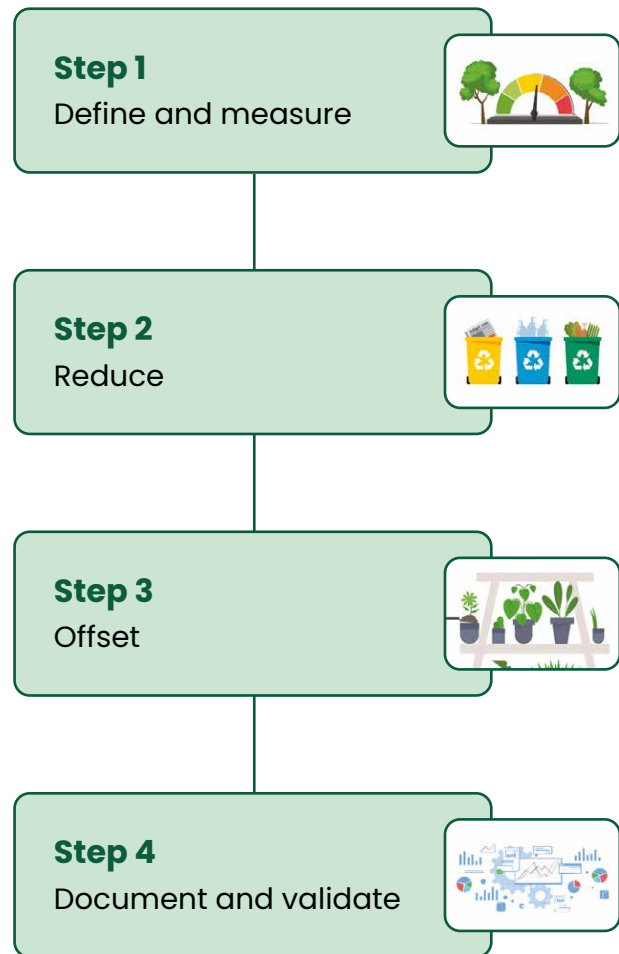 Step 1
Define and measure
Step 2
Reduce
Step 3
Offset
Step 4
Document and validate